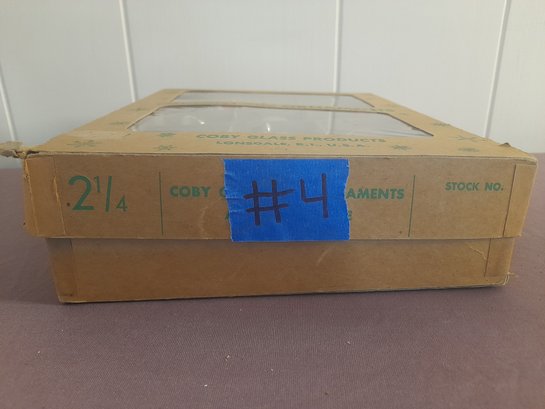 COBY GLASS PRODUCTS
LONSDALE, R.I., U.S.A.
2 1/4
COBY
AMENTS
STOCK NO.
#4